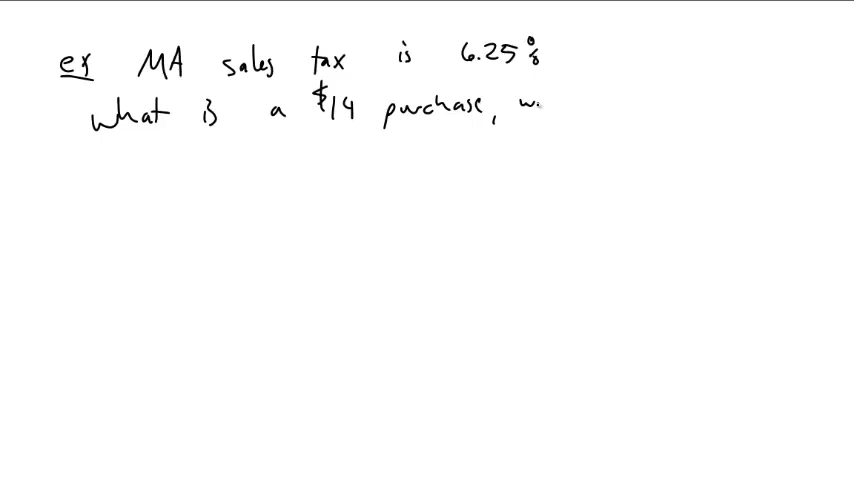 ex MA sales tax is 6.25%
what is a $14 purchase, w